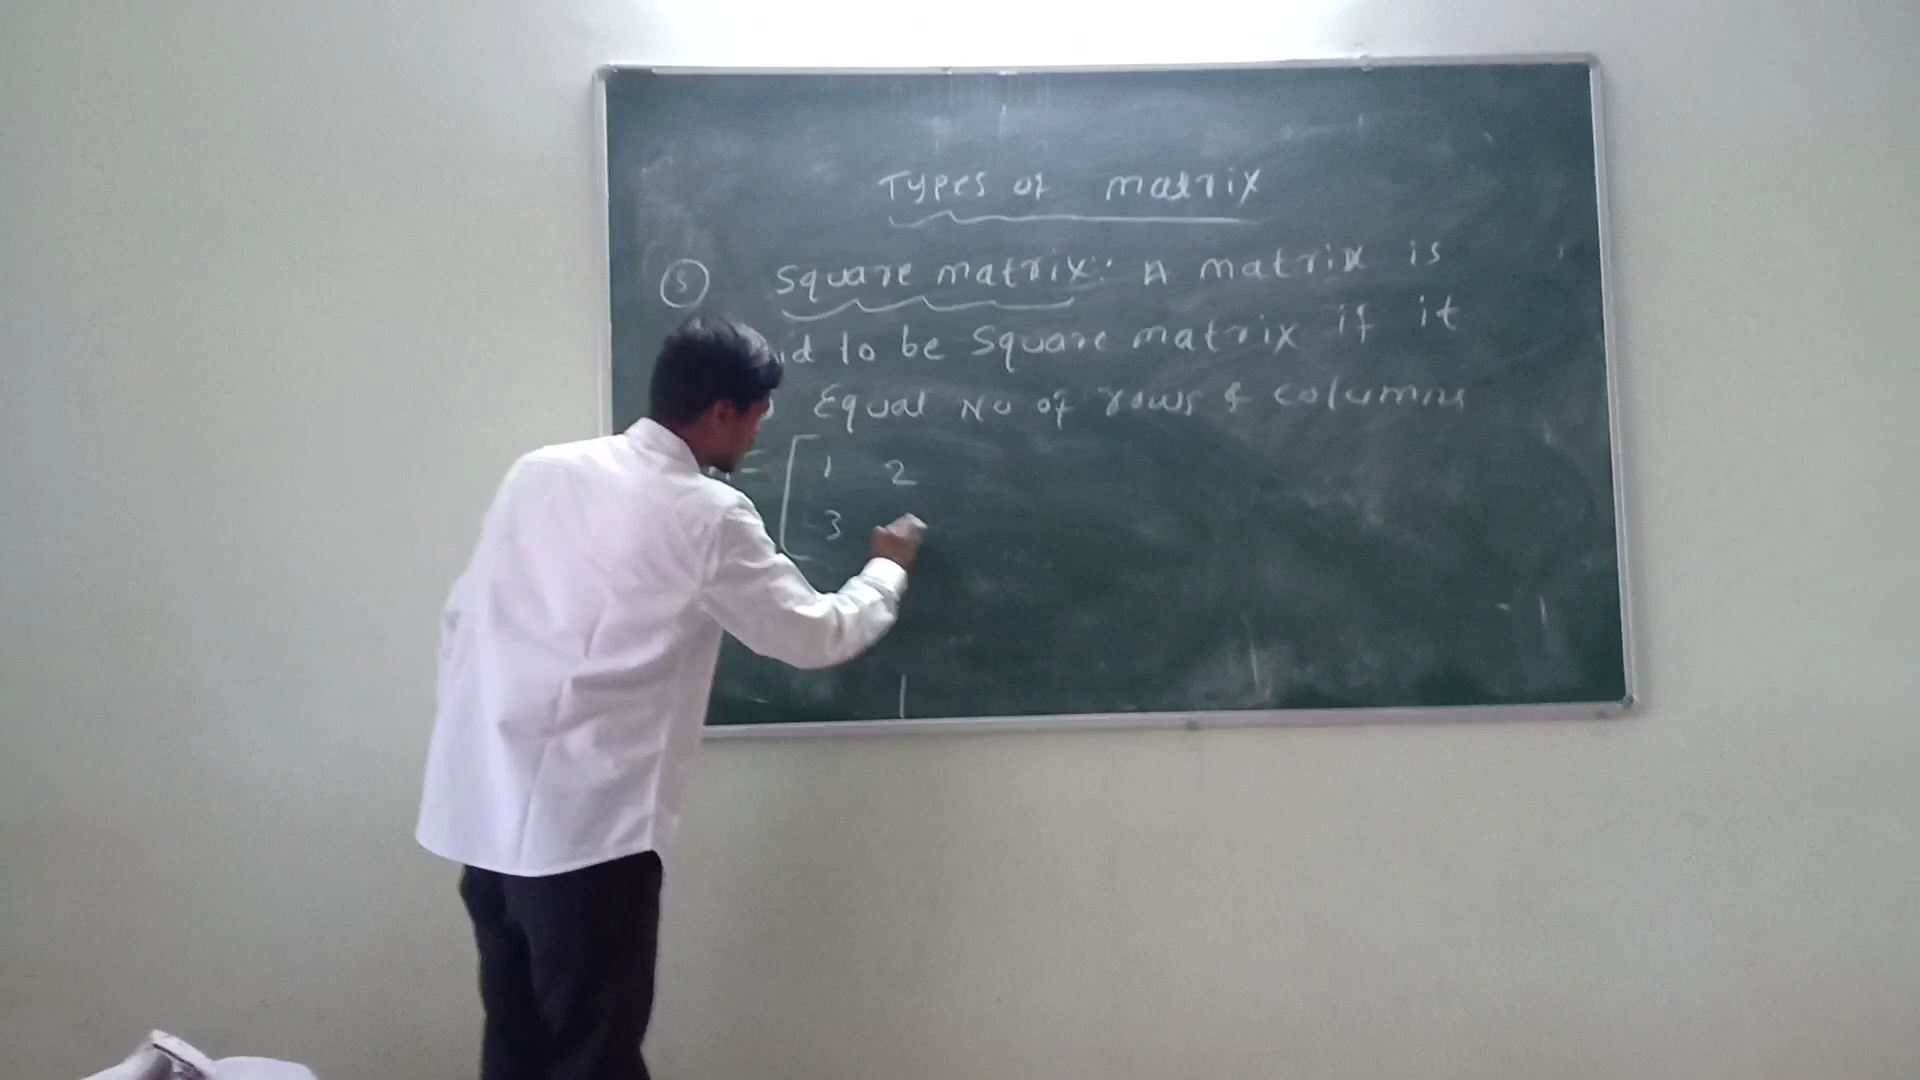 Types of matrix
5 Square matrix: A matrix is
to be Square matrix if it
Equal No of rows & columns
= [ 1 2
3